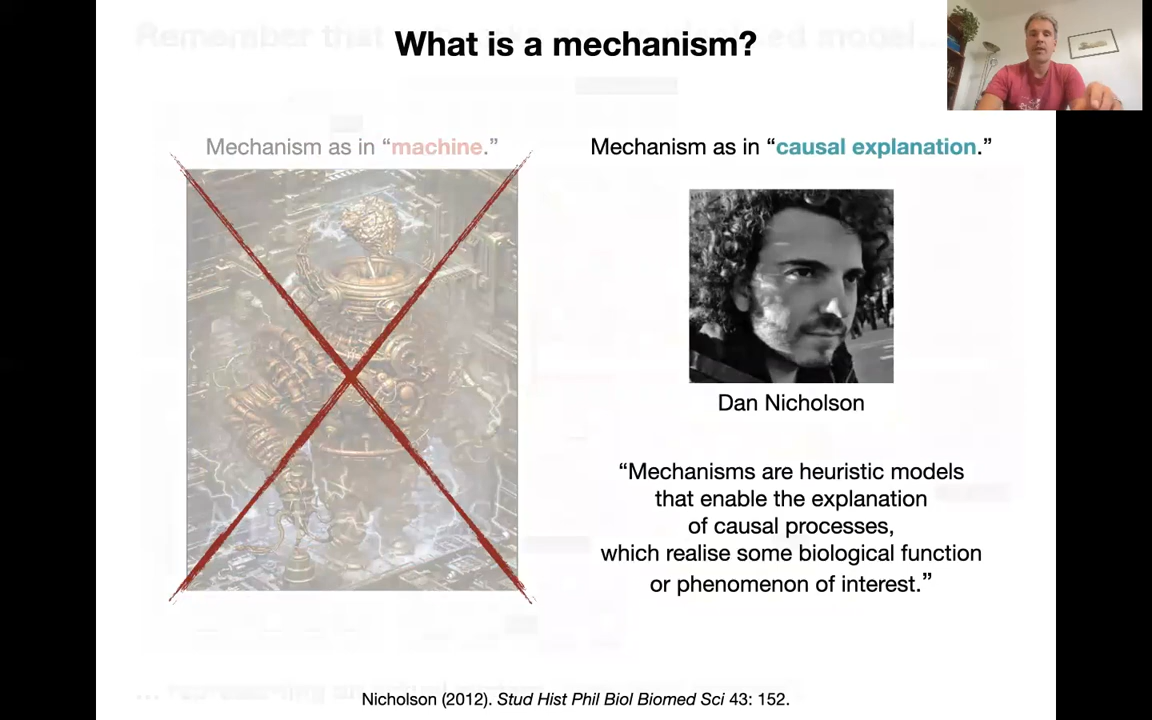 What is a mechanism?
Mechanism as in “machine.”
Mechanism as in “causal explanation.”
Dan Nicholson
“Mechanisms are heuristic models
that enable the explanation
of causal processes,
which realise some biological function
or phenomenon of interest.”
Nicholson (2012). Stud Hist Phil Biol Biomed Sci 43: 152.